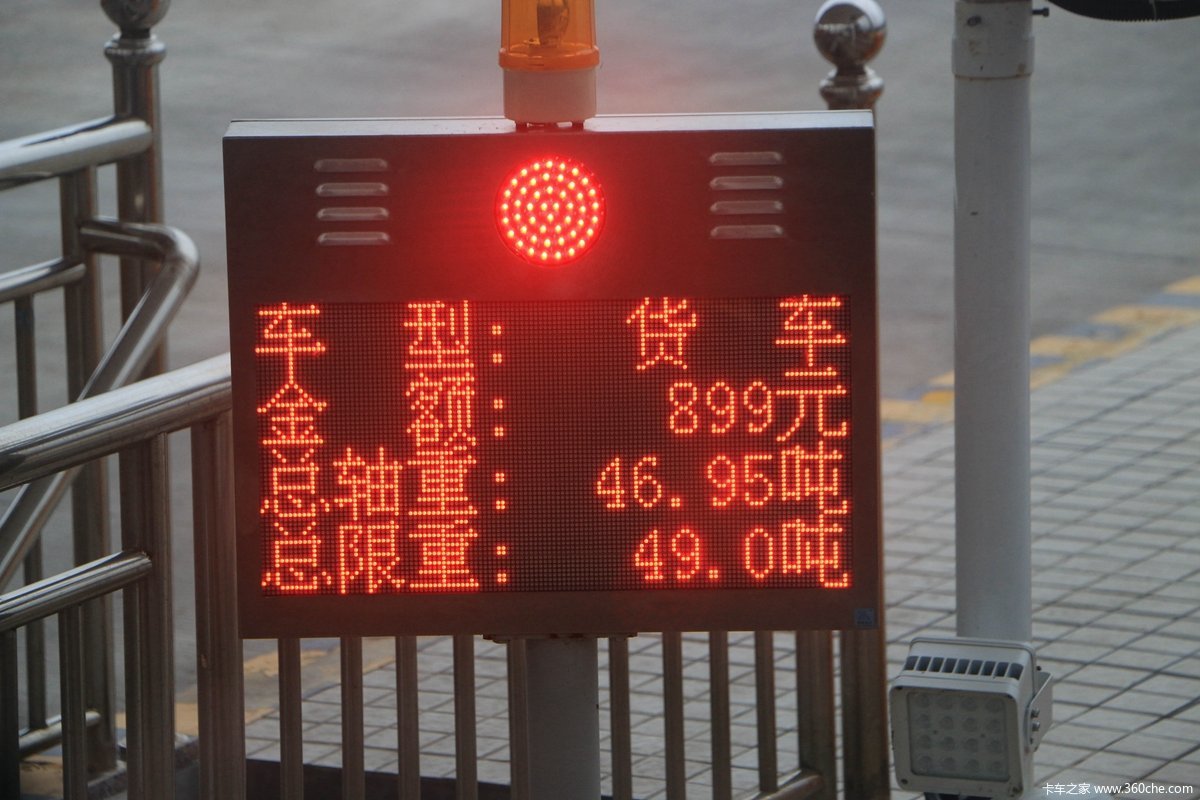 车 型： 货 车
金 额： 899元
总轴重： 46.95吨
总限重： 49.0吨
卡车之家 www.360che.com